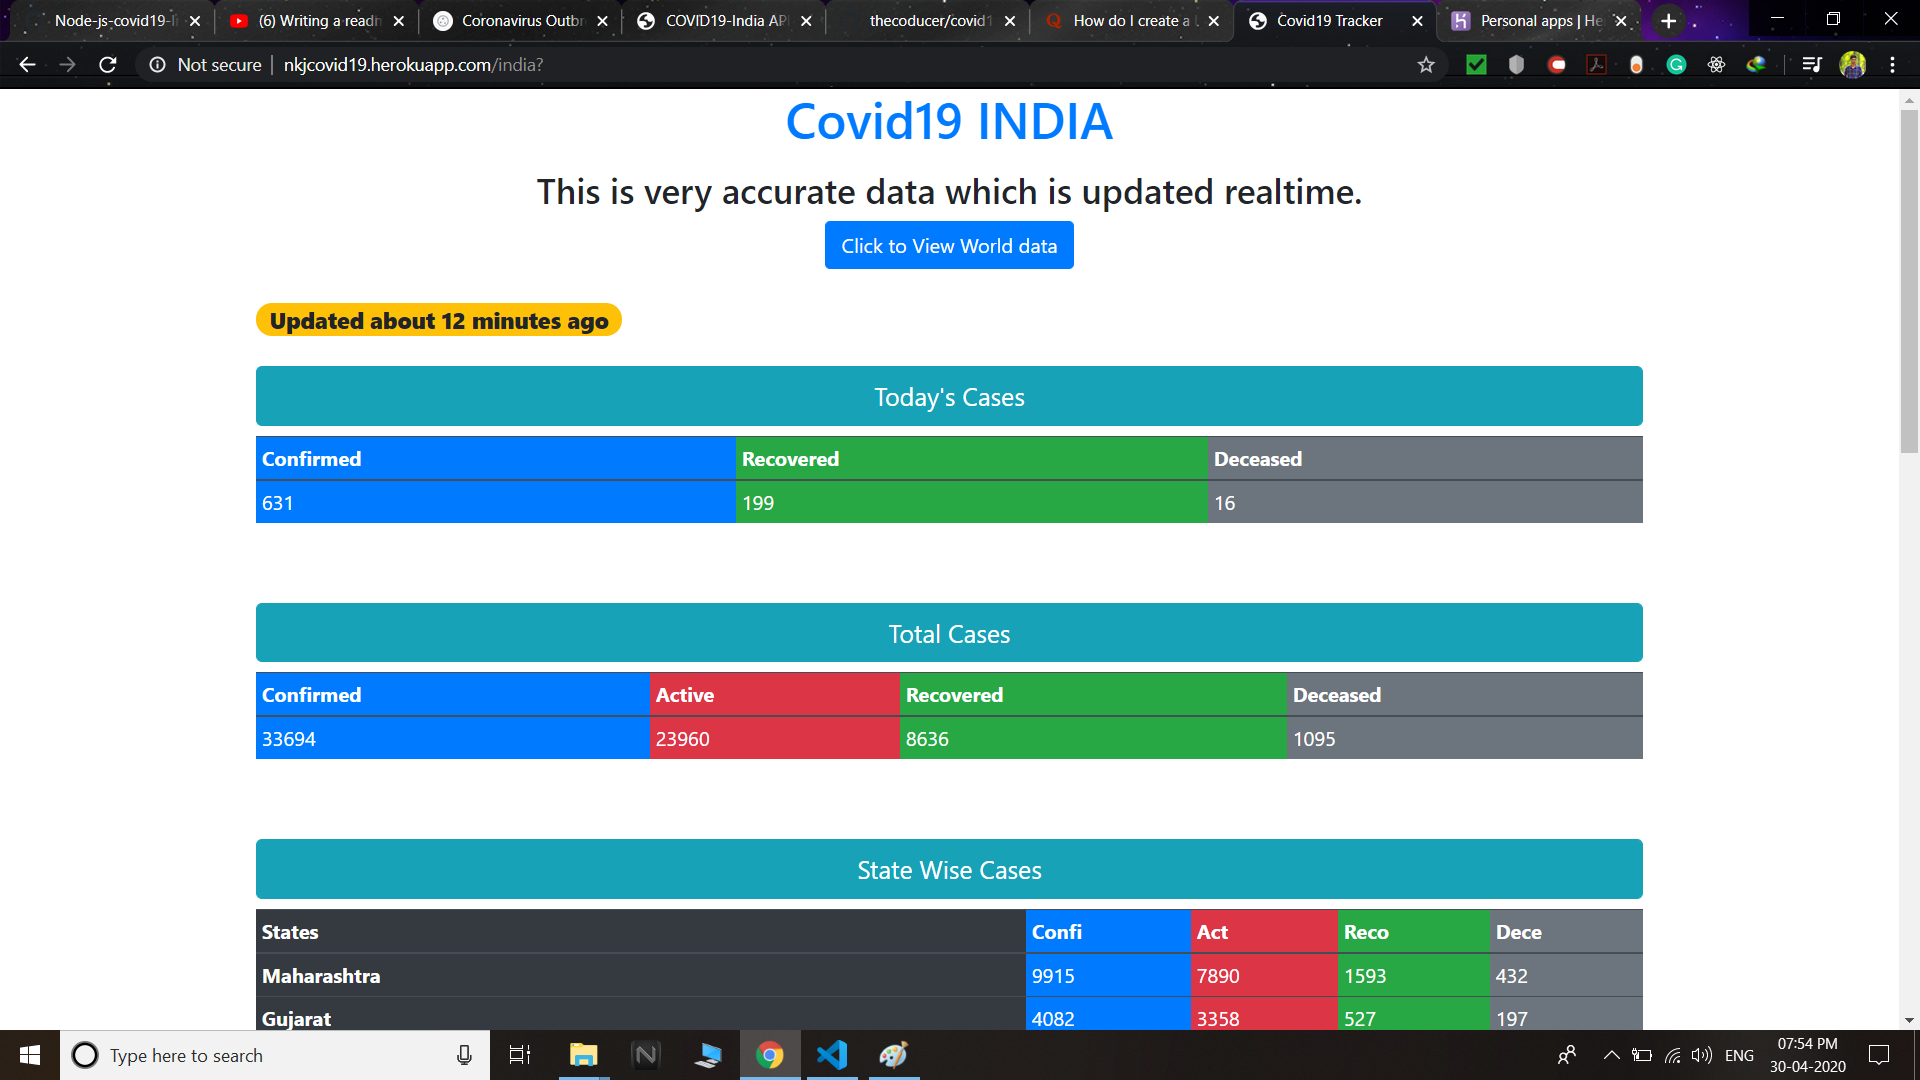 Node-js-covid19-I
(6) Writing a readm
Coronavirus Outbr
COVID19-India AP
thecoducer/covid1
How do I create a
Covid19 Tracker
Personal apps | He
Not secure | nkjcovid19.herokuapp.com/india?
Covid19 INDIA
This is very accurate data which is updated realtime.
Click to View World data
Updated about 12 minutes ago
Today's Cases
Confirmed Recovered Deceased
631 199 16
Total Cases
Confirmed Active Recovered Deceased
33694 23960 8636 1095
State Wise Cases
States Confi Act Reco Dece
Maharashtra 9915 7890 1593 432
Gujarat 4082 3358 527 197
Type here to search
ENG
07:54 PM
30-04-2020